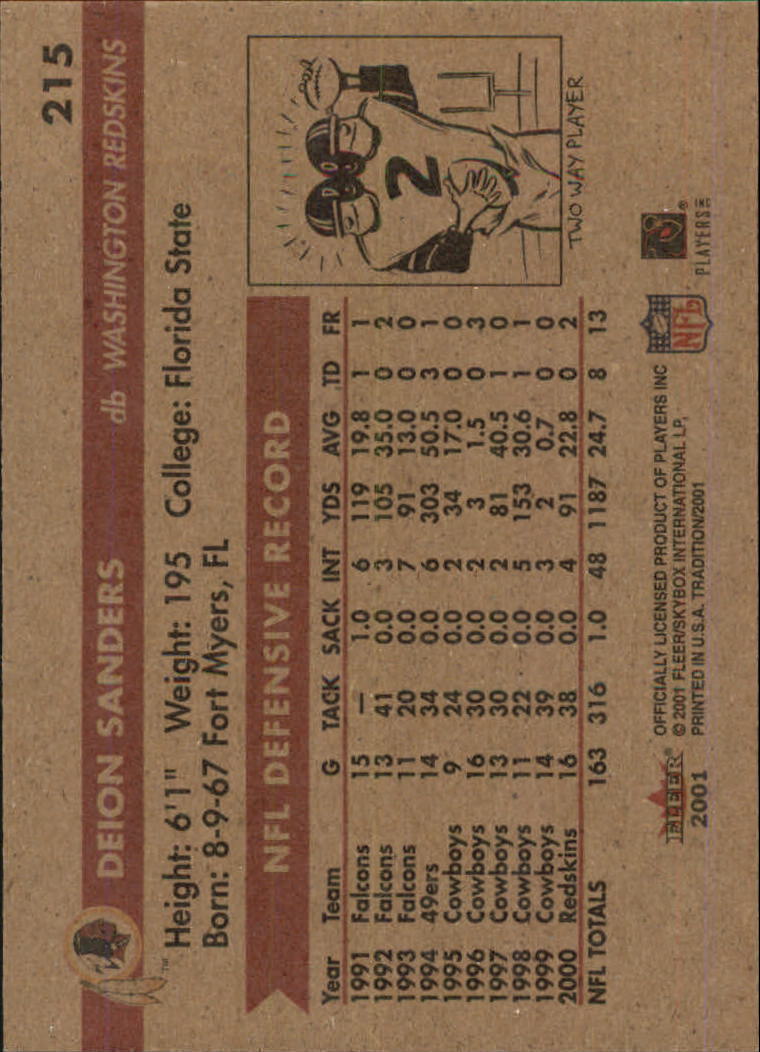 215
DEION SANDERS db WASHINGTON REDSKINS
TM
Height: 6'1" Weight: 195 College: Florida State
Born: 8-9-67 Fort Myers, FL
NFL DEFENSIVE RECORD
Year Team G TACK SACK INT YDS AVG TD FR
1991 Falcons 15 — 1.0 6 119 19.8 1 1
1992 Falcons 13 41 0.0 3 105 35.0 0 2
1993 Falcons 11 20 0.0 7 91 13.0 0 0
1994 49ers 14 34 0.0 6 303 50.5 3 1
1995 Cowboys 9 24 0.0 2 34 17.0 0 0
1996 Cowboys 16 30 0.0 2 3 1.5 0 3
1997 Cowboys 13 30 0.0 2 81 40.5 1 0
1998 Cowboys 11 22 0.0 5 153 30.6 1 1
1999 Cowboys 14 39 0.0 3 2 0.7 0 0
2000 Redskins 16 38 0.0 4 91 22.8 0 2
NFL TOTALS 163 316 1.0 48 1187 24.7 8 13
2
TWO WAY PLAYER
FLEER®
2001
OFFICIALLY LICENSED PRODUCT OF PLAYERS INC
© 2001 FLEER/SKYBOX INTERNATIONAL LP,
PRINTED IN U.S.A. TRADITION/2001
NFL
®
PLAYERS INC